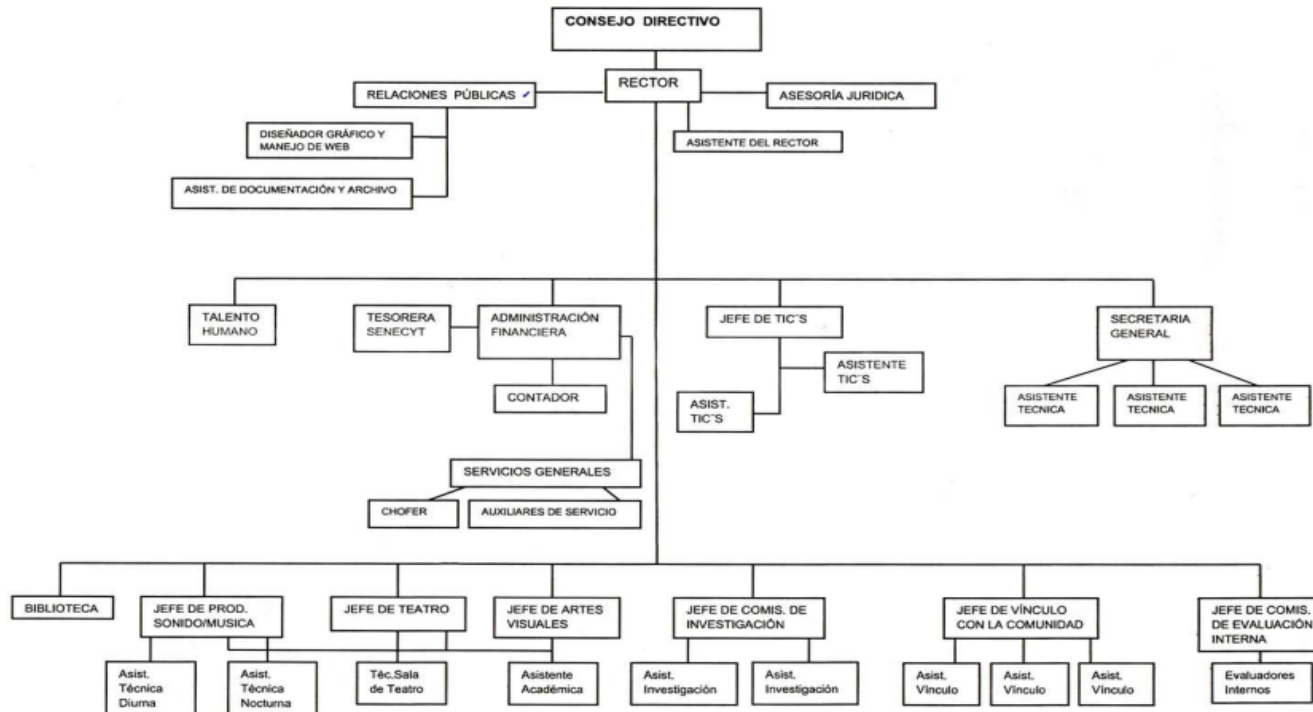 CONSEJO DIRECTIVO
RECTOR
RELACIONES PÚBLICAS
ASESORÍA JURIDICA
DISEÑADOR GRÁFICO Y
MANEJO DE WEB
ASISTENTE DEL RECTOR
ASIST. DE DOCUMENTACIÓN Y ARCHIVO
TALENTO
HUMANO
TESORERA
SENECYT
ADMINISTRACIÓN
FINANCIERA
JEFE DE TIC¨S
SECRETARIA
GENERAL
ASISTENTE
TIC¨S
CONTADOR
ASIST.
TIC¨S
ASISTENTE
TECNICA
ASISTENTE
TECNICA
ASISTENTE
TECNICA
SERVICIOS GENERALES
CHOFER
AUXILIARES DE SERVICIO
BIBLIOTECA
JEFE DE PROD.
SONIDO/MUSICA
JEFE DE TEATRO
JEFE DE ARTES
VISUALES
JEFE DE COMIS. DE
INVESTIGACIÓN
JEFE DE VÍNCULO
CON LA COMUNIDAD
JEFE DE COMIS.
DE EVALUACIÓN
INTERNA
Asist.
Técnica
Diurna
Asist.
Técnica
Nocturna
Téc.Sala
de Teatro
Asistente
Académica
Asist.
Investigación
Asist.
Investigación
Asist.
Vínculo
Asist.
Vínculo
Asist.
Vínculo
Evaluadores
Internos